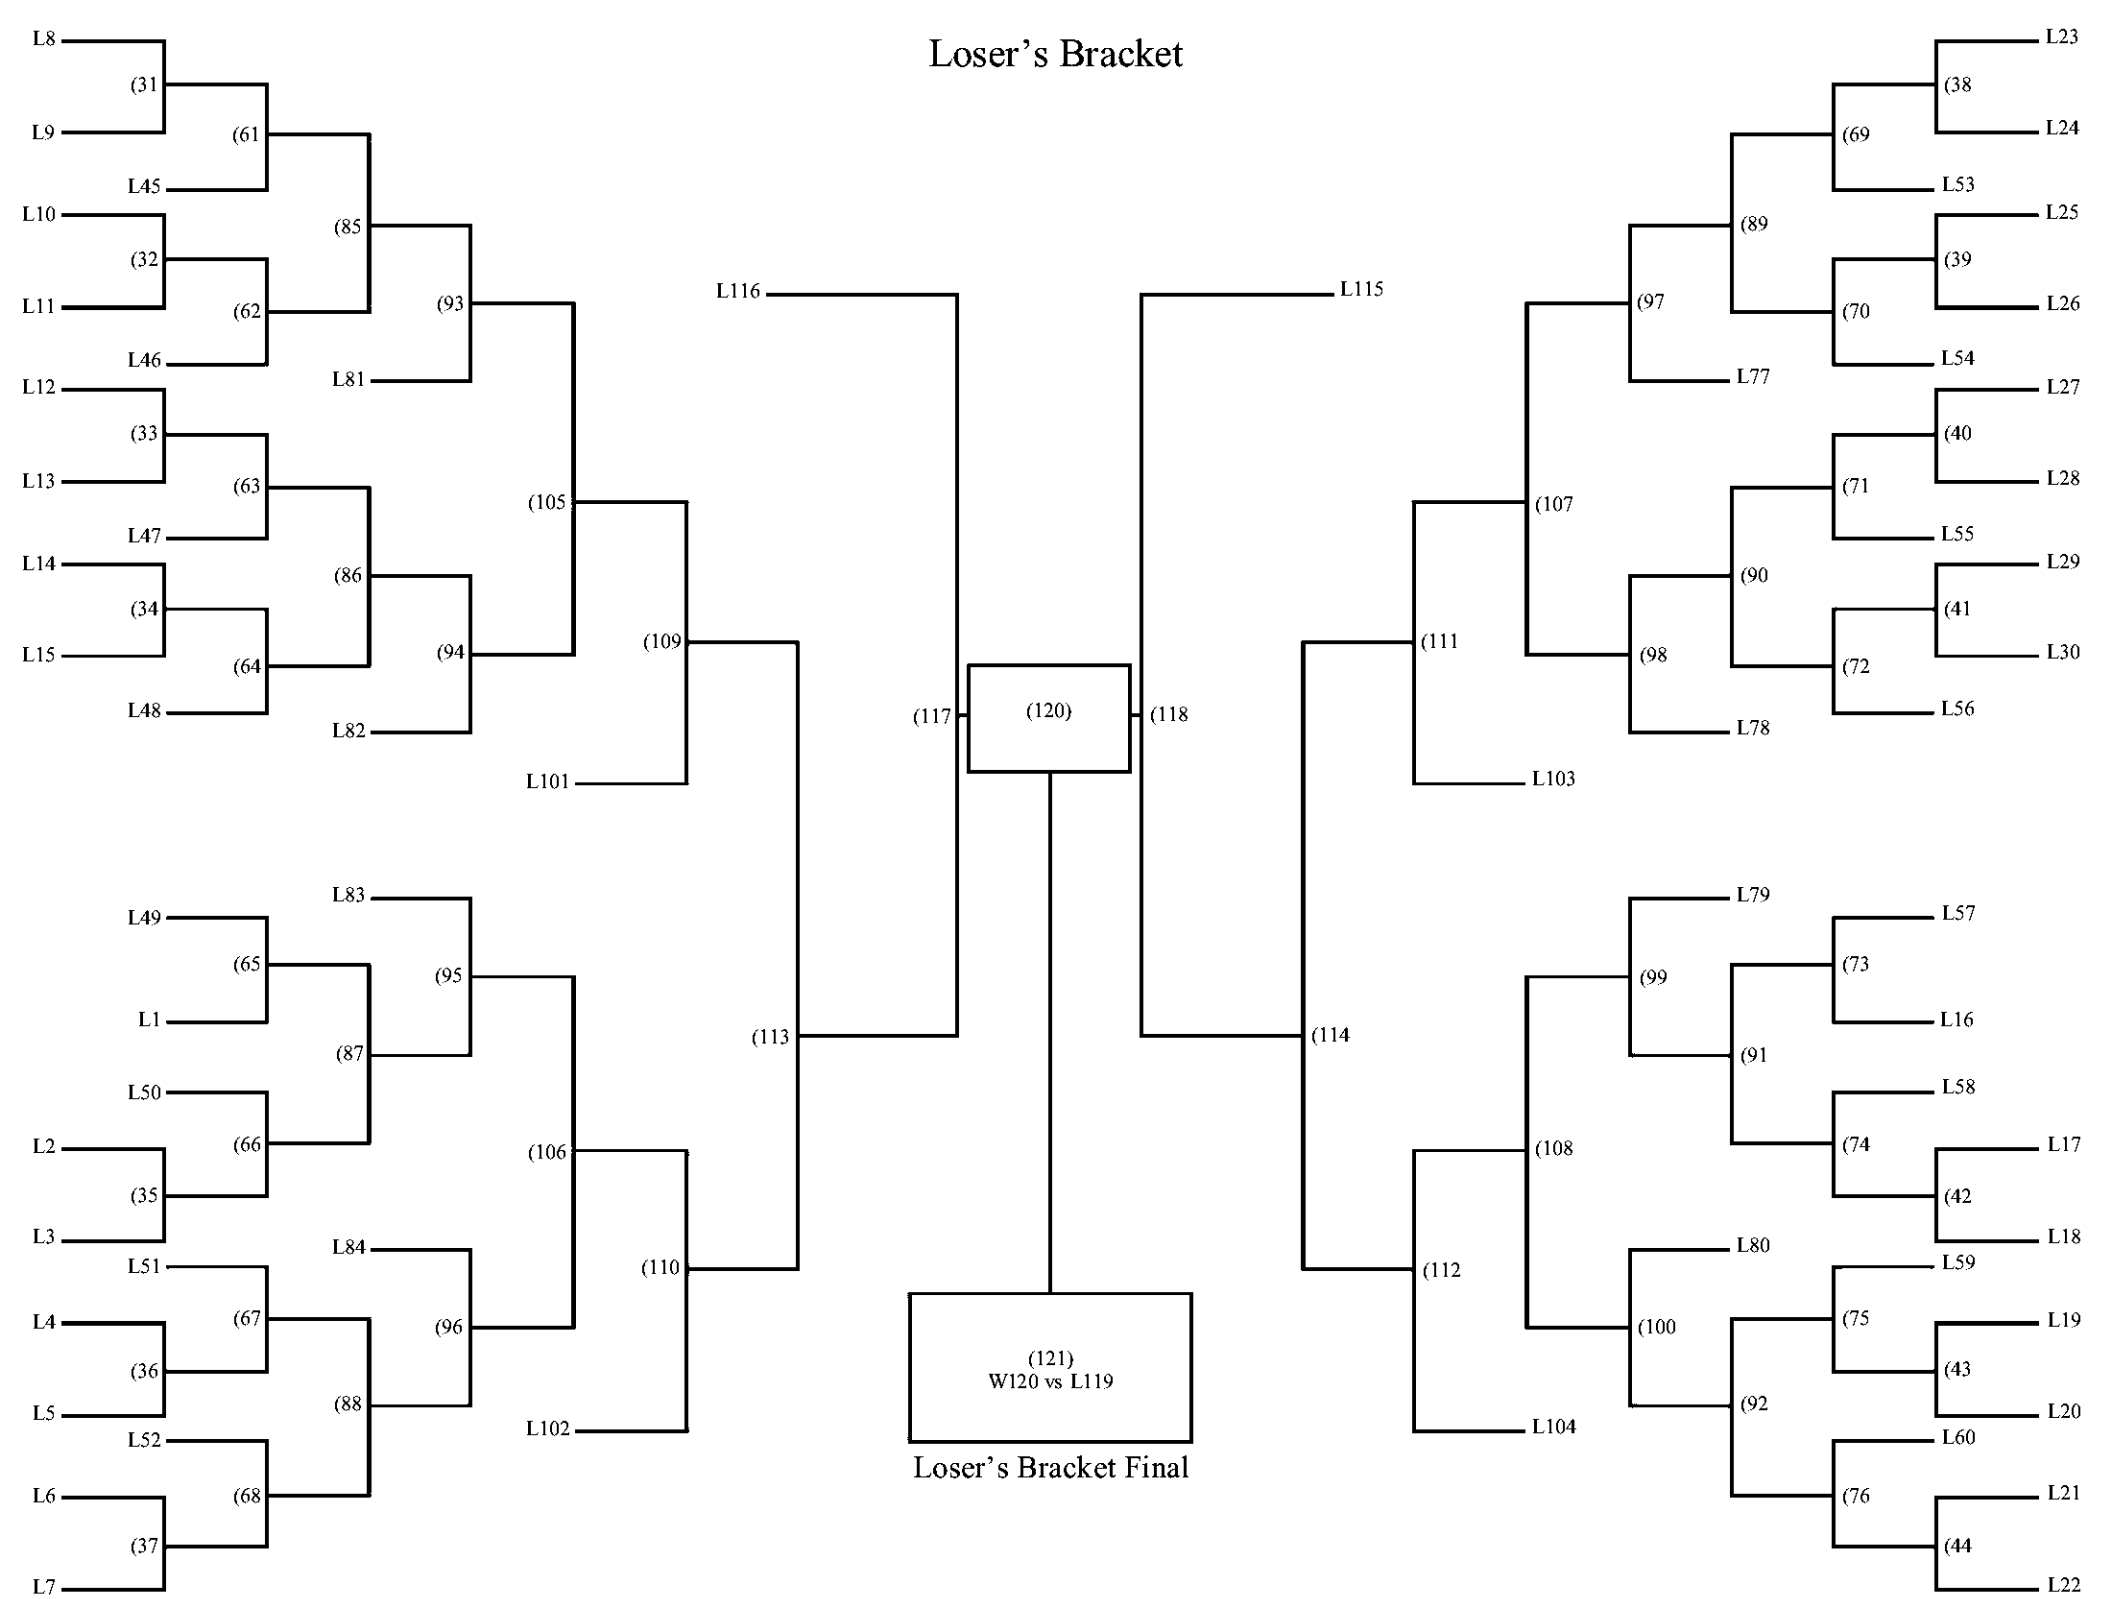 Loser's Bracket
L8
(31
L9
(61
L45
L10
(85
(32
L11
(62
(93
L46
L81
L12
(33
L13
(63
L47
(105
L14
(86
(34
L15
(64
(94
L48
L82
(109
L101
L116
(117
L83
L49
(65
(95
L1
(87
(113
L50
L2
(66
(35
(106
L3
L84
L51
(110
L4
(67
(96
(36
L5
(88
L52
L102
L6
(68
(37
L7
(120)
(121)
W120 vs L119
Loser's Bracket Final
L23
(38
L24
(69
L53
L25
(89
(39
L26
(70
(97
L54
L77
L27
(40
L28
(71
L55
(107
L29
(90
(41
L30
(72
(98
L56
L78
(111
L103
L115
(118
L79
L57
(73
(99
L16
(91
(114
L58
L17
(74
(42
(108
L18
L80
L59
(112
L19
(75
(100
(43
L20
(92
L60
L104
L21
(76
(44
L22